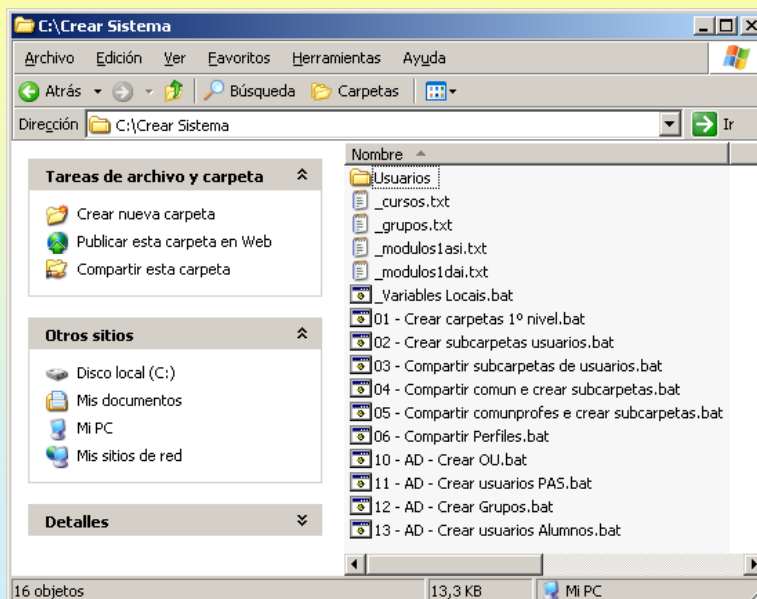 C:\Crear Sistema
Archivo Edición Ver Favoritos Herramientas Ayuda
Atrás Búsqueda Carpetas
Dirección C:\Crear Sistema Ir
Tareas de archivo y carpeta
Crear nueva carpeta
Publicar esta carpeta en Web
Compartir esta carpeta
Otros sitios
Disco local (C:)
Mis documentos
Mi PC
Mis sitios de red
Detalles
Nombre
Usuarios
_cursos.txt
_grupos.txt
_modulos1asi.txt
_modulos1dai.txt
_Variables Locais.bat
01 - Crear carpetas 1º nivel.bat
02 - Crear subcarpetas usuarios.bat
03 - Compartir subcarpetas de usuarios.bat
04 - Compartir comun e crear subcarpetas.bat
05 - Compartir comunprofes e crear subcarpetas.bat
06 - Compartir Perfiles.bat
10 - AD - Crear OU.bat
11 - AD - Crear usuarios PAS.bat
12 - AD - Crear Grupos.bat
13 - AD - Crear usuarios Alumnos.bat
16 objetos 13,3 KB Mi PC